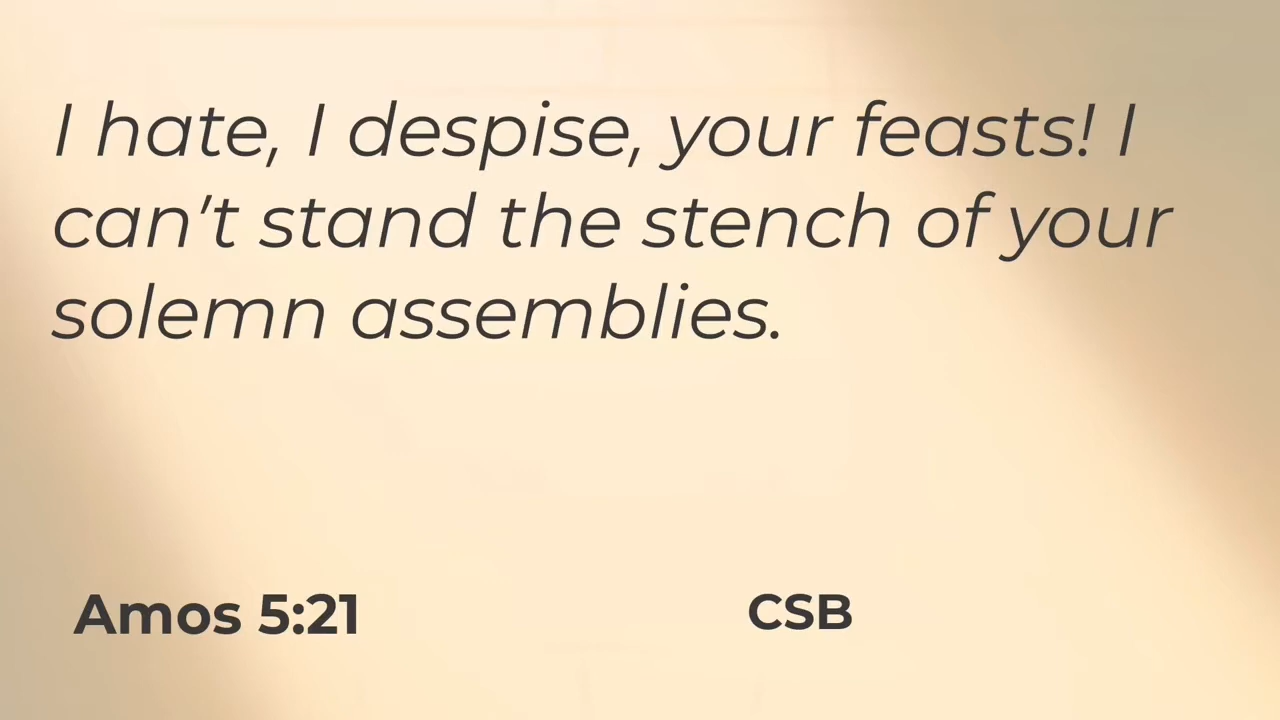 I hate, I despise, your feasts! I
can't stand the stench of your
solemn assemblies.
Amos 5:21
CSB